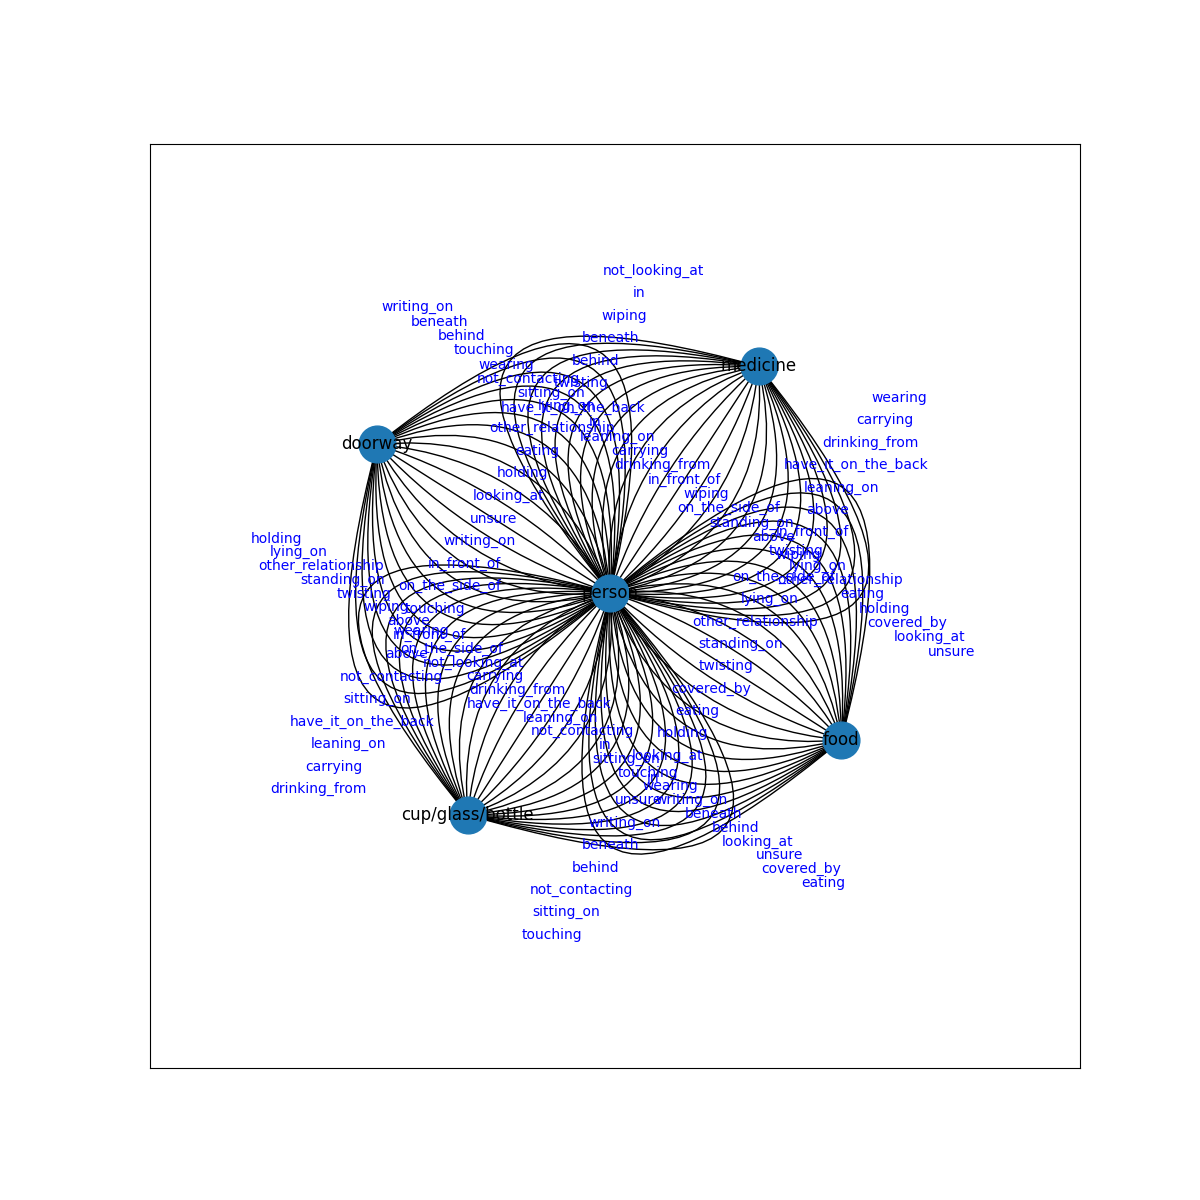 not_looking_at
in
writing_on
wiping
beneath
behind
beneath
touching
behind
wearing
medicine
not_contacting
twisting
sitting_on
wearing
lying_on
have_it_on_the_back
carrying
in
other_relationship
leaning_on
drinking_from
doorway
eating
carrying
drinking_from
have_it_on_the_back
holding
in_front_of
leaning_on
looking_at
wiping
on_the_side_of
above
unsure
standing_on
in_front_of
holding
above
writing_on
lying_on
twisting
wiping
in_front_of
other_relationship
lying_on
on_the_side_of
standing_on
other_relationship
on_the_side_of
twisting
person
eating
lying_on
wiping
touching
holding
above
other_relationship
covered_by
wearing
in_front_of
looking_at
standing_on
on_the_side_of
above
unsure
not_looking_at
twisting
not_contacting
carrying
covered_by
drinking_from
sitting_on
have_it_on_the_back
eating
leaning_on
have_it_on_the_back
not_contacting
holding
food
leaning_on
in
looking_at
sitting_on
carrying
touching
in
wearing
drinking_from
unsure
writing_on
cup/glass/bottle
beneath
writing_on
behind
looking_at
beneath
unsure
behind
covered_by
eating
not_contacting
sitting_on
touching